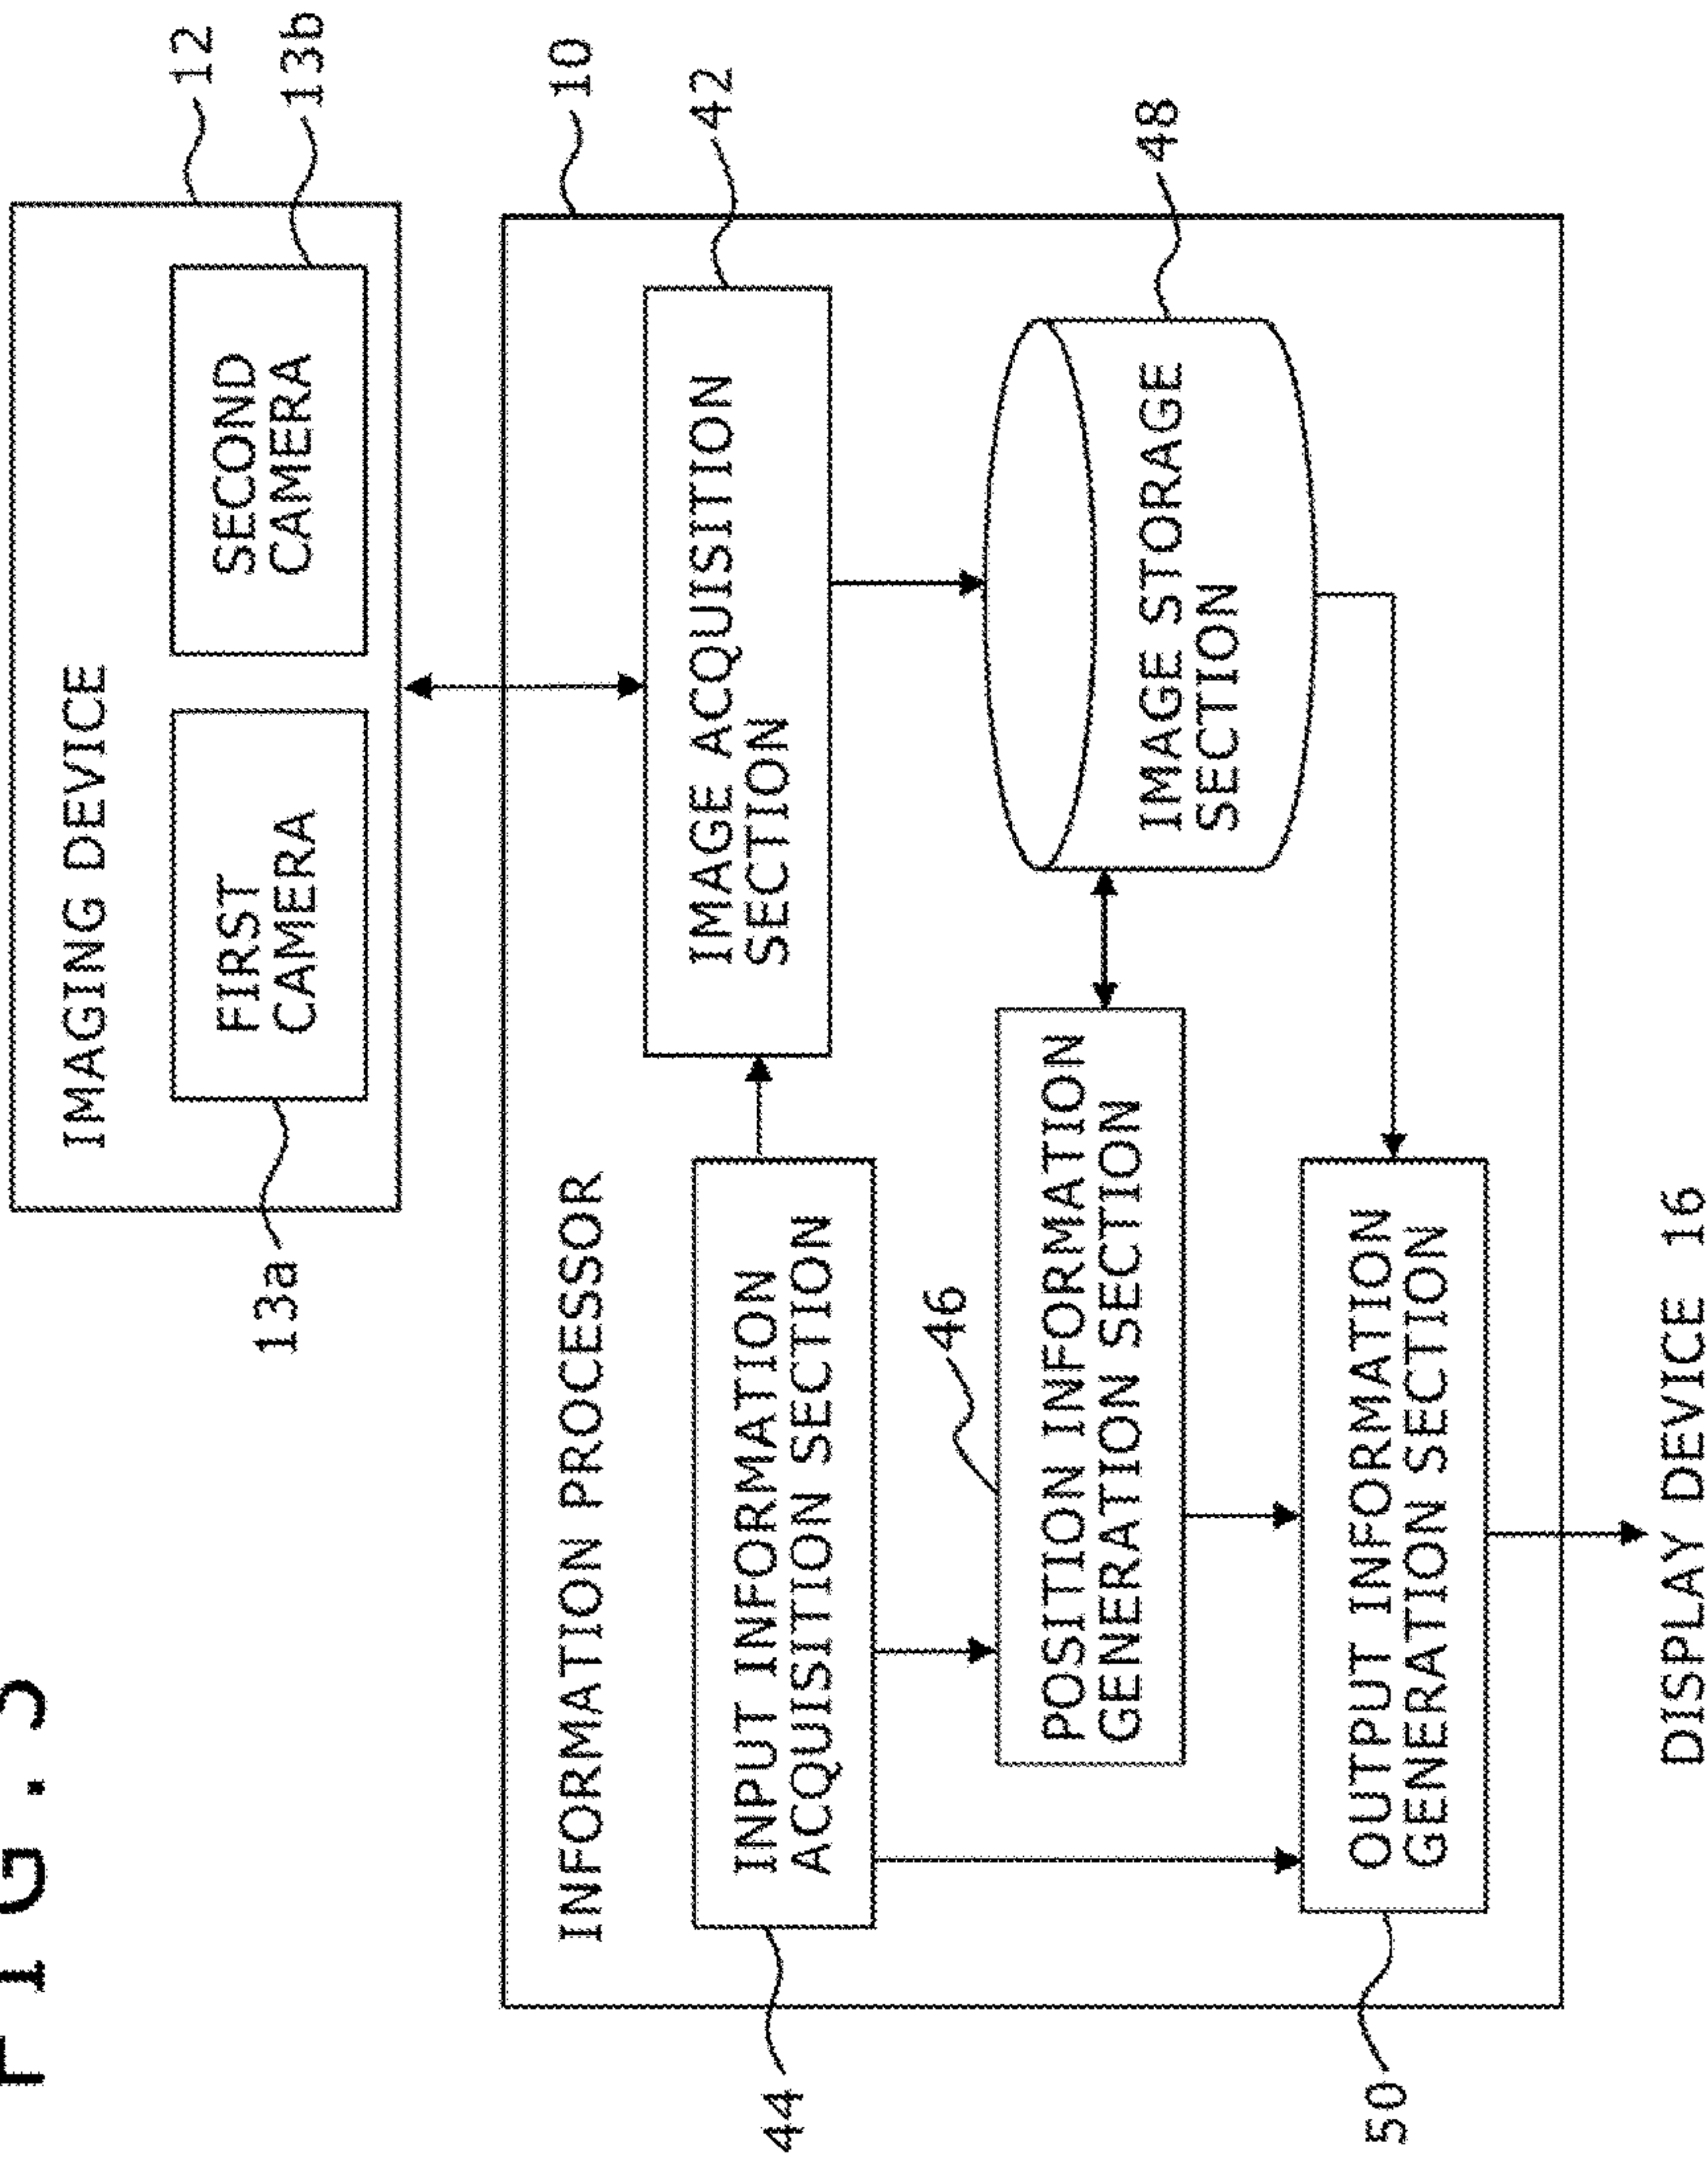 FIG.
IMAGING DEVICE
12
FIRST
CAMERA
SECOND
CAMERA
13a
13b
INFORMATION PROCESSOR
10
INPUT INFORMATION
ACQUISITION SECTION
44
IMAGE ACQUISITION
SECTION
42
46
POSITION INFORMATION
GENERATION SECTION
IMAGE STORAGE
SECTION
48
OUTPUT INFORMATION
GENERATION SECTION
50
DISPLAY DEVICE 16